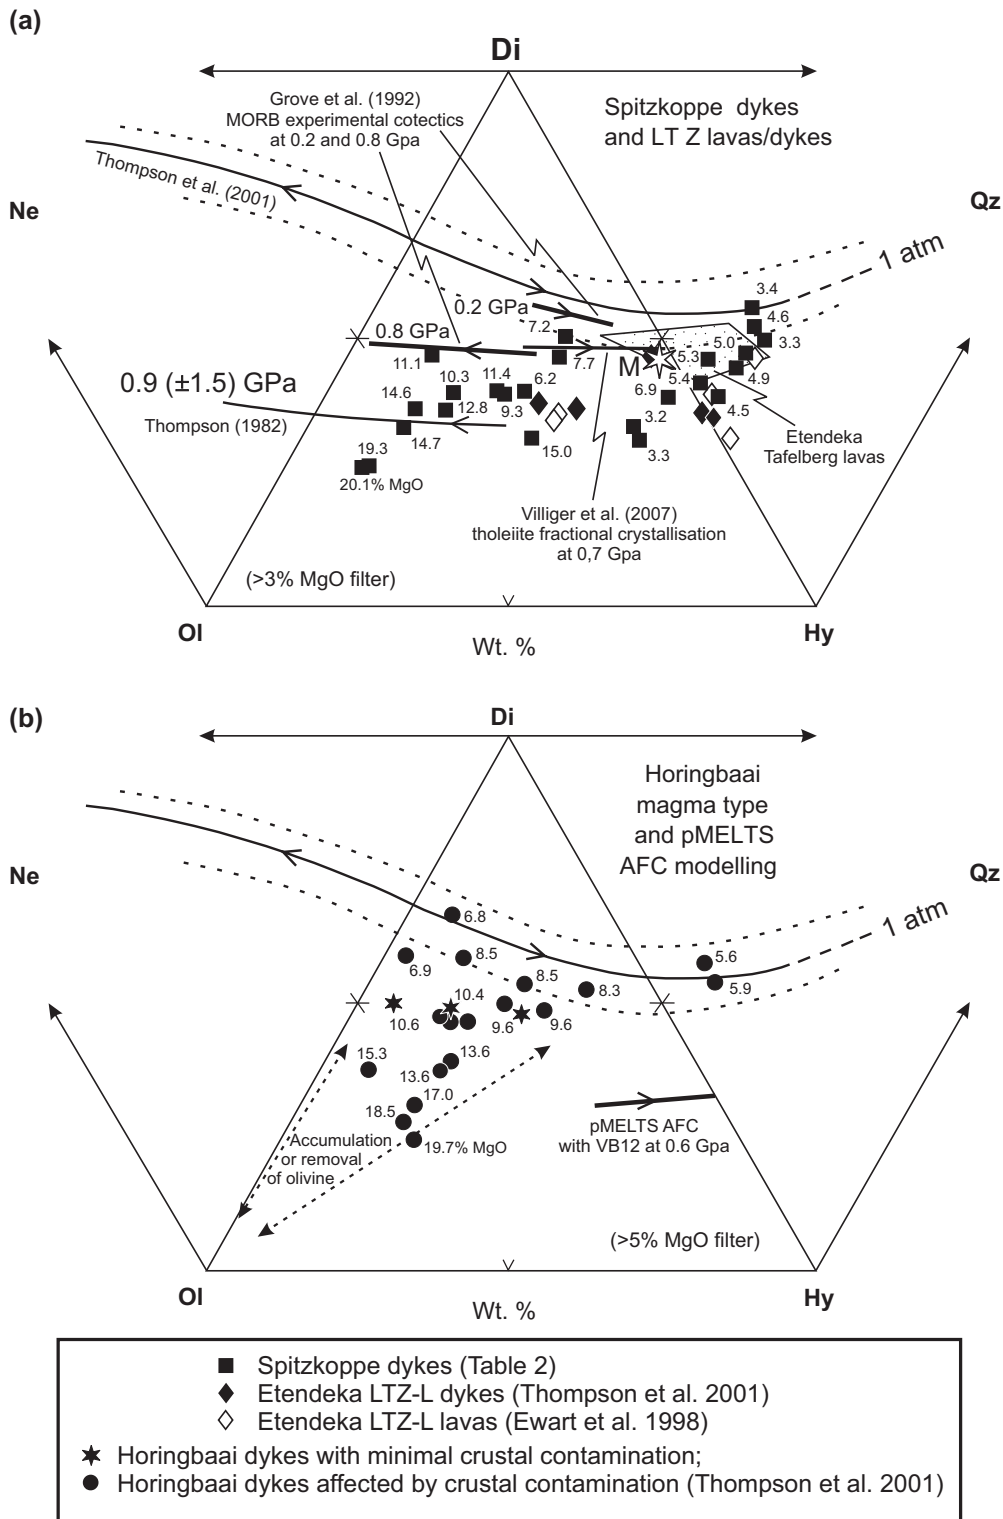 (a)
Di
Grove et al. (1992)
MORB experimental cotectics
at 0.2 and 0.8 Gpa
Spitzkoppe dykes
and LT Z lavas/dykes
Thompson et al. (2001)
Ne
Qz
1 atm
3.4
0.2 GPa
4.6
7.2
3.3
0.8 GPa
5.0
11.1
7.7
M
5.3
10.3
11.4
6.2
6.9
5.4
4.9
0.9 (±1.5) GPa
14.6
12.8
9.3
3.2
4.5
Thompson (1982)
14.7
15.0
3.3
Etendeka
Tafelberg lavas
19.3
20.1% MgO
Villiger et al. (2007)
tholeiite fractional crystallisation
at 0,7 Gpa
(>3% MgO filter)
Ol
Hy
Wt. %
(b)
Di
Horingbaai
magma type
and pMELTS
AFC modelling
Ne
Qz
1 atm
6.8
8.5
5.6
6.9
8.5
5.9
8.3
10.4
10.6
9.6
9.6
15.3
13.6
13.6
17.0
18.5
19.7% MgO
pMELTS AFC
with VB12 at 0.6 Gpa
Accumulation
or removal
of olivine
(>5% MgO filter)
Ol
Hy
Wt. %
Spitzkoppe dykes (Table 2)
Etendeka LTZ-L dykes (Thompson et al. 2001)
Etendeka LTZ-L lavas (Ewart et al. 1998)
Horingbaai dykes with minimal crustal contamination;
Horingbaai dykes affected by crustal contamination (Thompson et al. 2001)